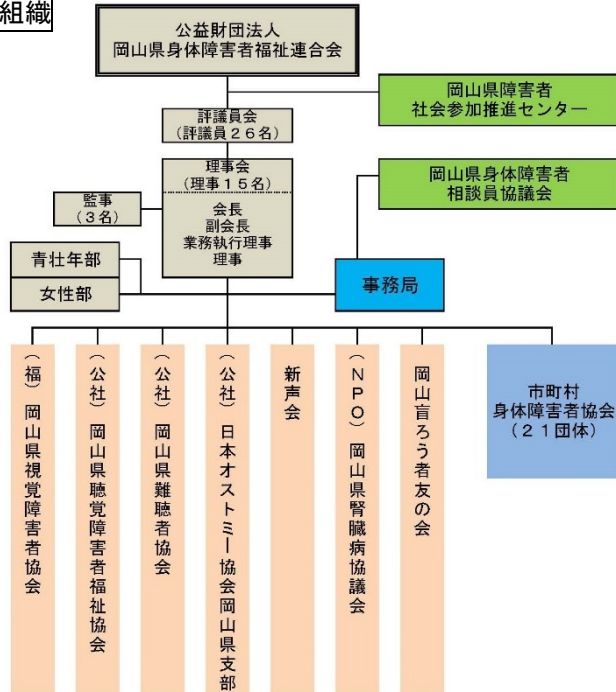 組織
公益財団法人
岡山県身体障害者福祉連合会
岡山県障害者
社会参加推進センター
評議員会
(評議員26名)
理事会
(理事15名)
会長
副会長
業務執行理事
理事
監事
(3名)
岡山県身体障害者
相談員協議会
青壮年部
女性部
事務局
(福)岡山県視覚障害者協会
(公社)岡山県聴覚障害者福祉協会
(公社)岡山県難聴者協会
(公社)日本オストミー協会岡山県支部
新声会
(NPO)岡山県腎臓病協議会
岡山盲ろう者友の会
市町村
身体障害者協会
(21団体)